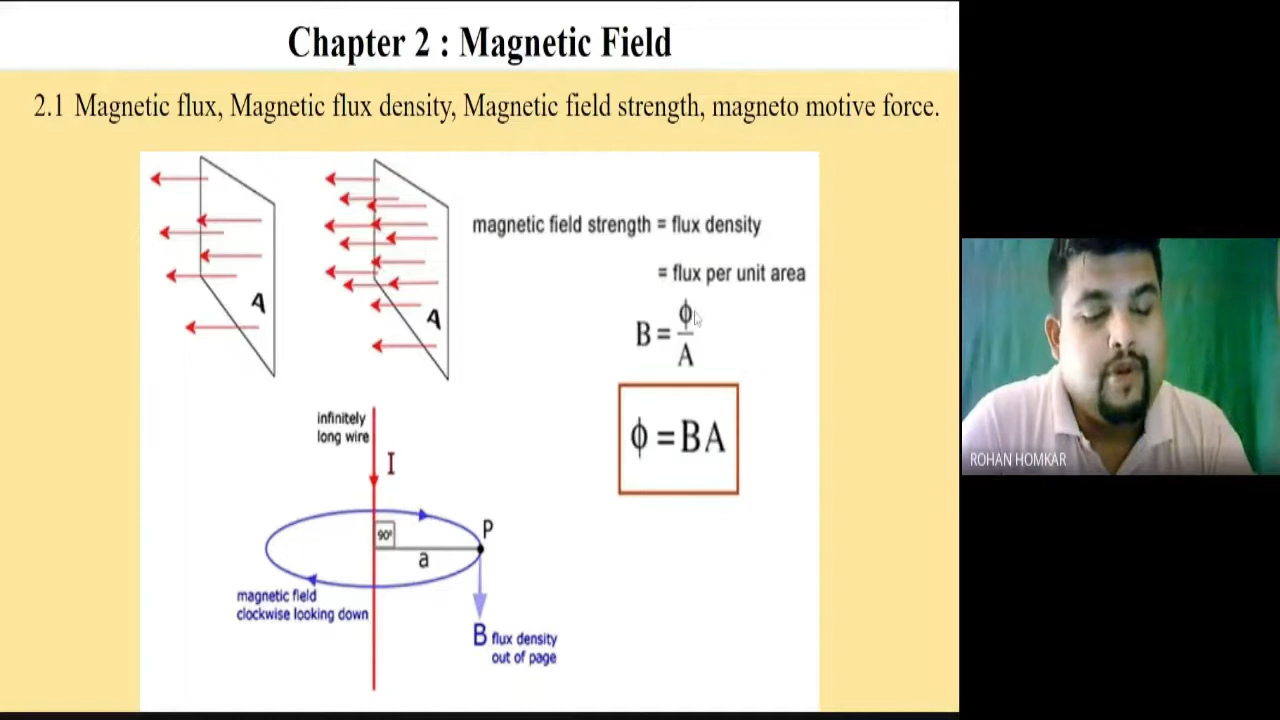 Chapter 2 : Magnetic Field
2.1 Magnetic flux, Magnetic flux density, Magnetic field strength, magneto motive force.
A
A
magnetic field strength = flux density
= flux per unit area
B = ϕ/A
ϕ = BA
infinitely
long wire
I
90°
P
a
magnetic field
clockwise looking down
B flux density
out of page
ROHAN HOMKAR